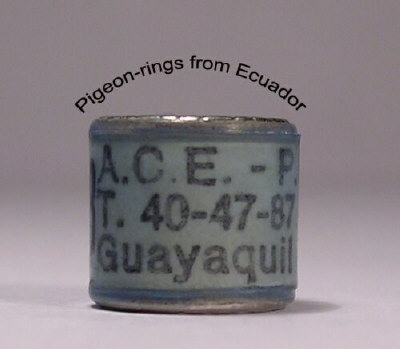 Pigeon-rings from Ecuador
A.C.E. - P.
T. 40-47-87
Guayaquil